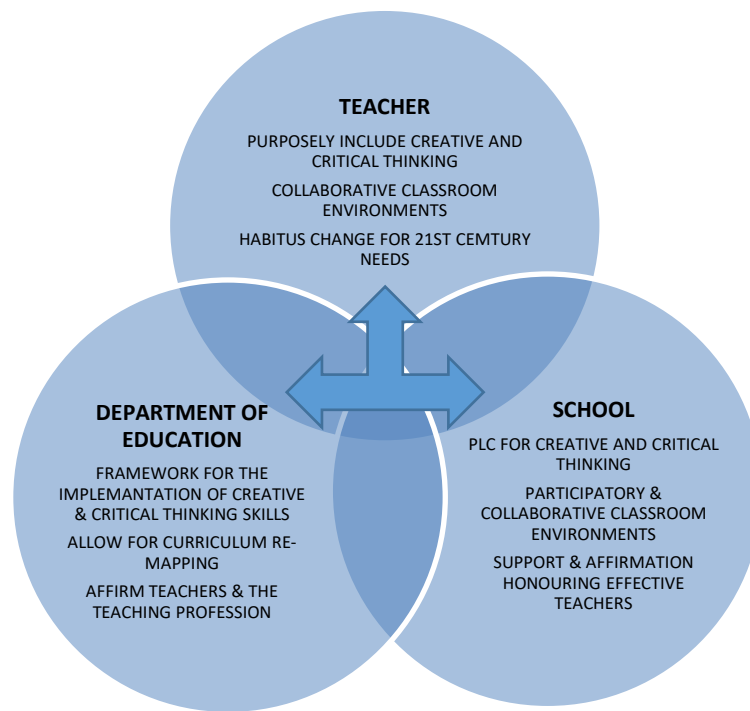 TEACHER
PURPOSELY INCLUDE CREATIVE AND
CRITICAL THINKING
COLLABORATIVE CLASSROOM
ENVIRONMENTS
HABITUS CHANGE FOR 21ST CEMTURY
NEEDS
DEPARTMENT OF
EDUCATION
FRAMEWORK FOR THE
IMPLEMANTATION OF CREATIVE
& CRITICAL THINKING SKILLS
ALLOW FOR CURRICULUM RE-
MAPPING
AFFIRM TEACHERS & THE
TEACHING PROFESSION
SCHOOL
PLC FOR CREATIVE AND CRITICAL
THINKING
PARTICIPATORY &
COLLABORATIVE CLASSROOM
ENVIRONMENTS
SUPPORT & AFFIRMATION
HONOURING EFFECTIVE
TEACHERS